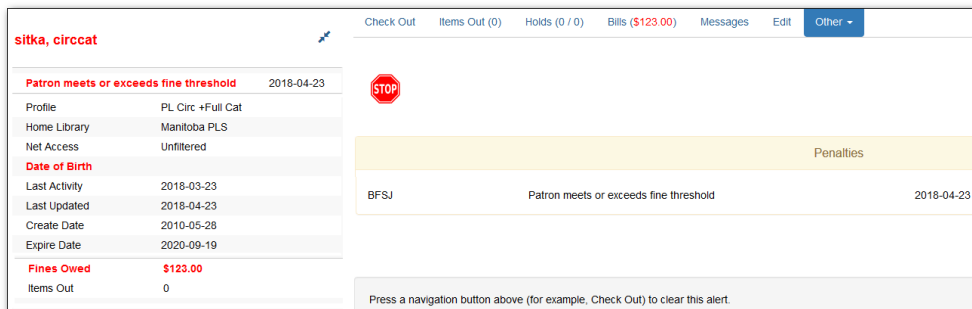 Check Out Items Out (0) Holds (0 / 0) Bills ($123.00) Messages Edit Other
sitka, circcat
Patron meets or exceeds fine threshold 2018-04-23
Profile PL Circ +Full Cat
Home Library Manitoba PLS
Net Access Unfiltered
Date of Birth
Last Activity 2018-03-23
Last Updated 2018-04-23
Create Date 2010-05-28
Expire Date 2020-09-19
Fines Owed $123.00
Items Out 0
STOP
Penalties
BFSJ Patron meets or exceeds fine threshold 2018-04-23
Press a navigation button above (for example, Check Out) to clear this alert.